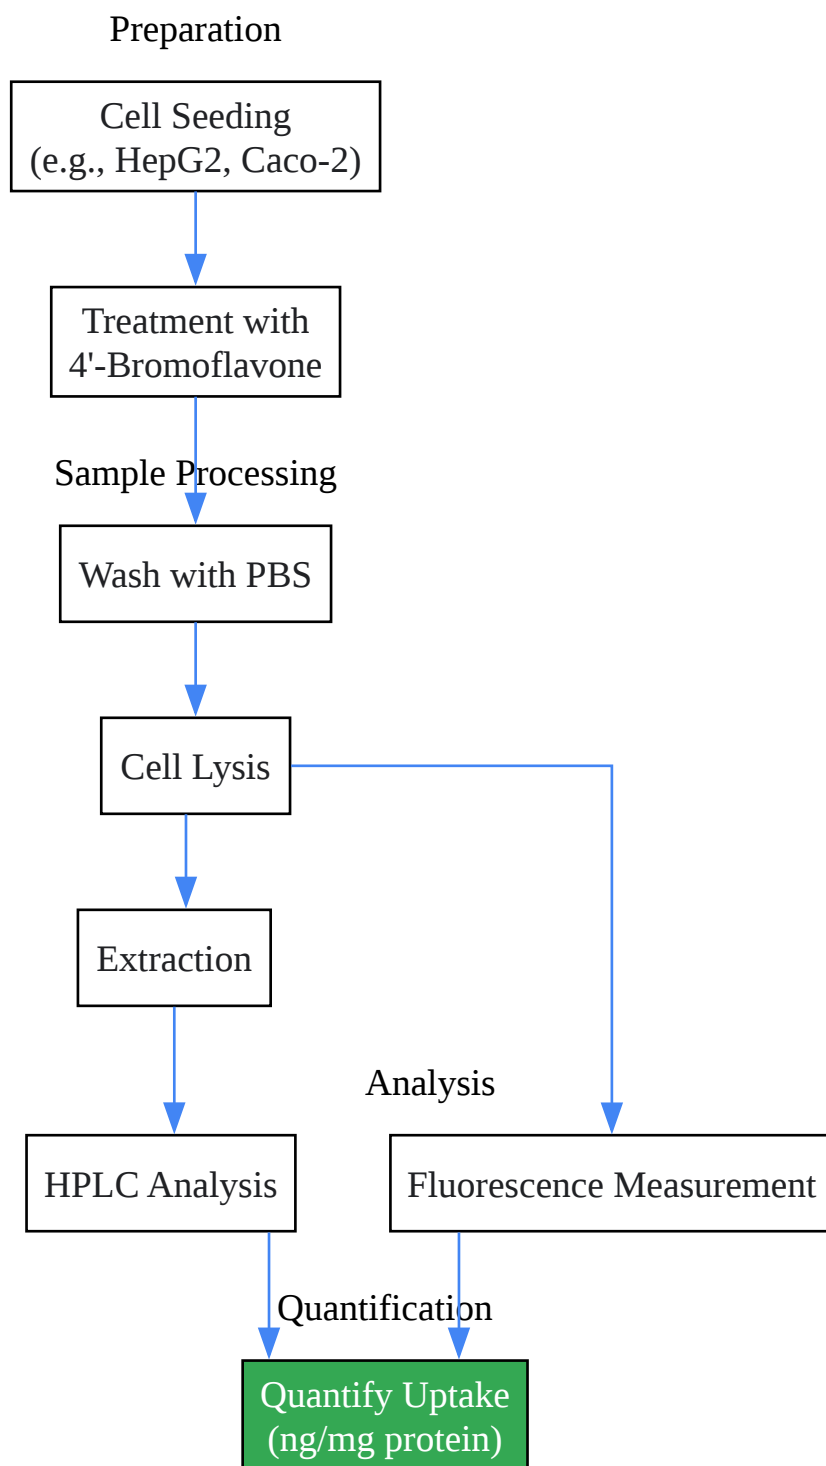 Preparation
Cell Seeding
(e.g., HepG2, Caco-2)
Treatment with
4'-Bromoflavone
Sample Processing
Wash with PBS
Cell Lysis
Extraction
Analysis
HPLC Analysis
Fluorescence Measurement
Quantification
Quantify Uptake
(ng/mg protein)